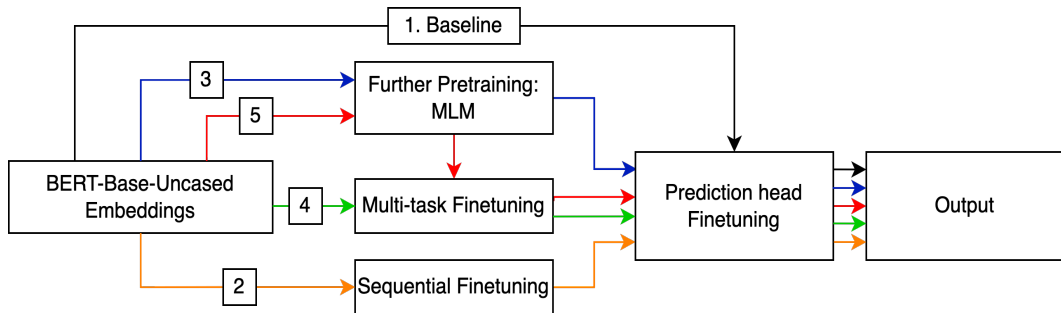 1. Baseline
3
Further Pretraining:
MLM
5
BERT-Base-Uncased
Embeddings
4
Multi-task Finetuning
Prediction head
Finetuning
Output
2
Sequential Finetuning